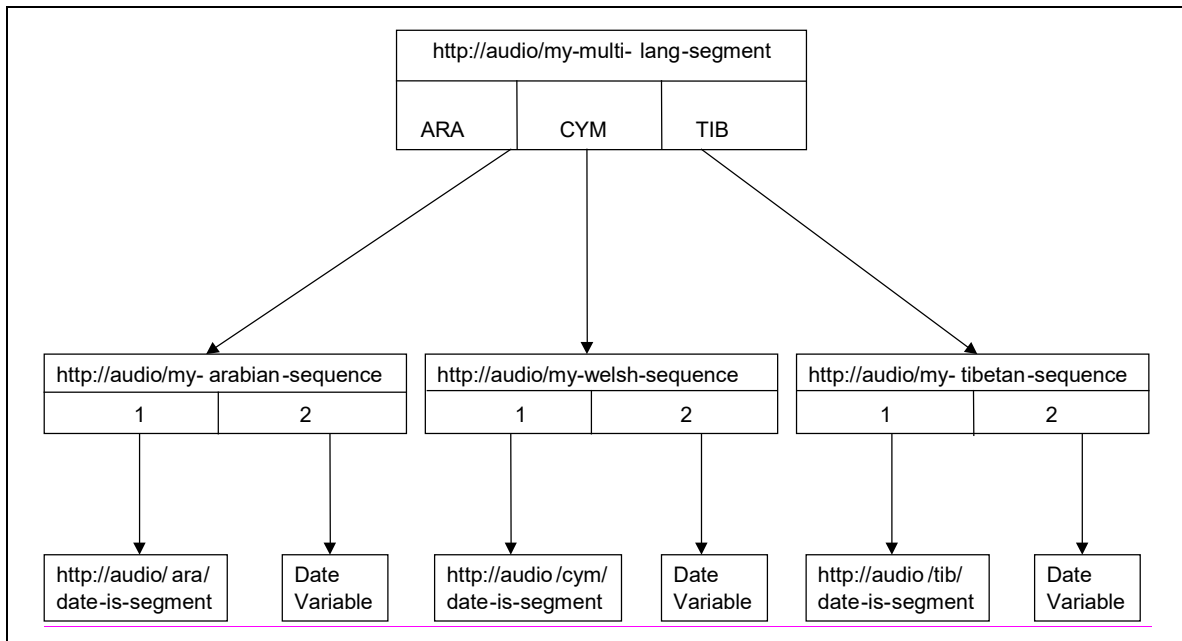 http://audio/my-multi- lang-segment
ARA CYM TIB
http://audio/my- arabian-sequence
1 2
http://audio/my-welsh-sequence
1 2
http://audio/my- tibetan-sequence
1 2
http://audio/ ara/
date-is-segment
Date
Variable
http://audio /cym/
date-is-segment
Date
Variable
http://audio /tib/
date-is-segment
Date
Variable